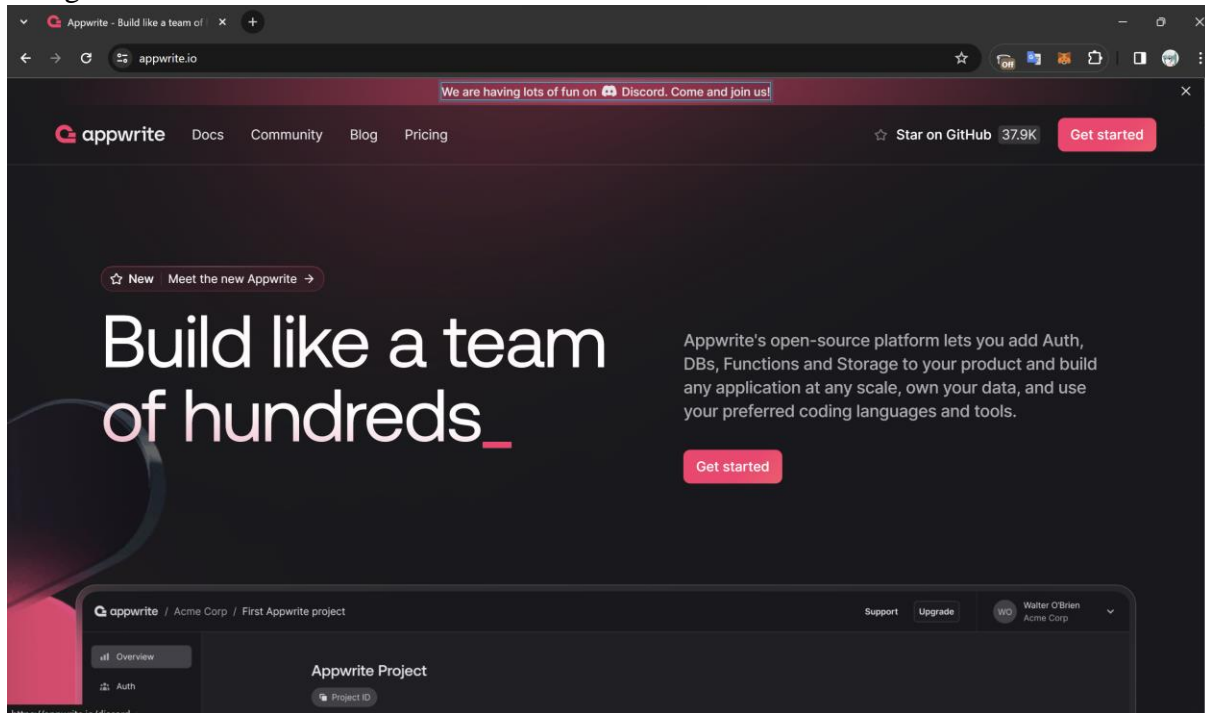 Appwrite - Build like a team of
appwrite.io
Off
We are having lots of fun on Discord. Come and join us!
appwrite Docs Community Blog Pricing Star on GitHub 37.9K Get started
New Meet the new Appwrite →
Build like a team
of hundreds_
Appwrite's open-source platform lets you add Auth,
DBs, Functions and Storage to your product and build
any application at any scale, own your data, and use
your preferred coding languages and tools.
Get started
appwrite / Acme Corp / First Appwrite project Support Upgrade WO Walter O'Brien
Acme Corp
Overview
Auth
Appwrite Project
Project ID